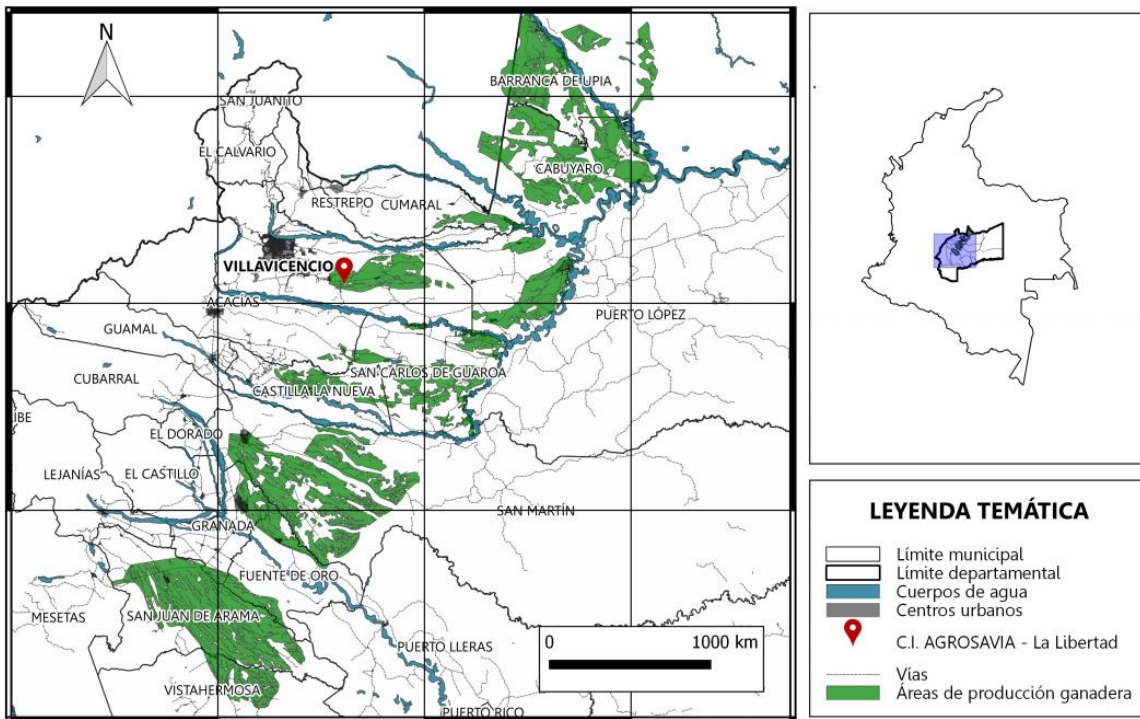 N
BARRANCA DE UPIA
SAN JUANITO
EL CALVARIO
CABUYARO
RESTREPO
CUMARAL
VILLAVICENCIO
ACACÍAS
PUERTO LÓPEZ
GUAMAL
CUBARRAL
SAN CARLOS DE GUAROA
CASTILLA LA NUEVA
IBE
EL DORADO
LEJANÍAS
EL CASTILLO
SAN MARTÍN
GRANADA
FUENTE DE ORO
MESETAS
SAN JUAN DE ARAMA
PUERTO LLERAS
VISTAHERMOSA
PUERTO RICO
0 1000 km
LEYENDA TEMÁTICA
Límite municipal
Límite departamental
Cuerpos de agua
Centros urbanos
C.I. AGROSAVIA - La Libertad
Vías
Áreas de producción ganadera